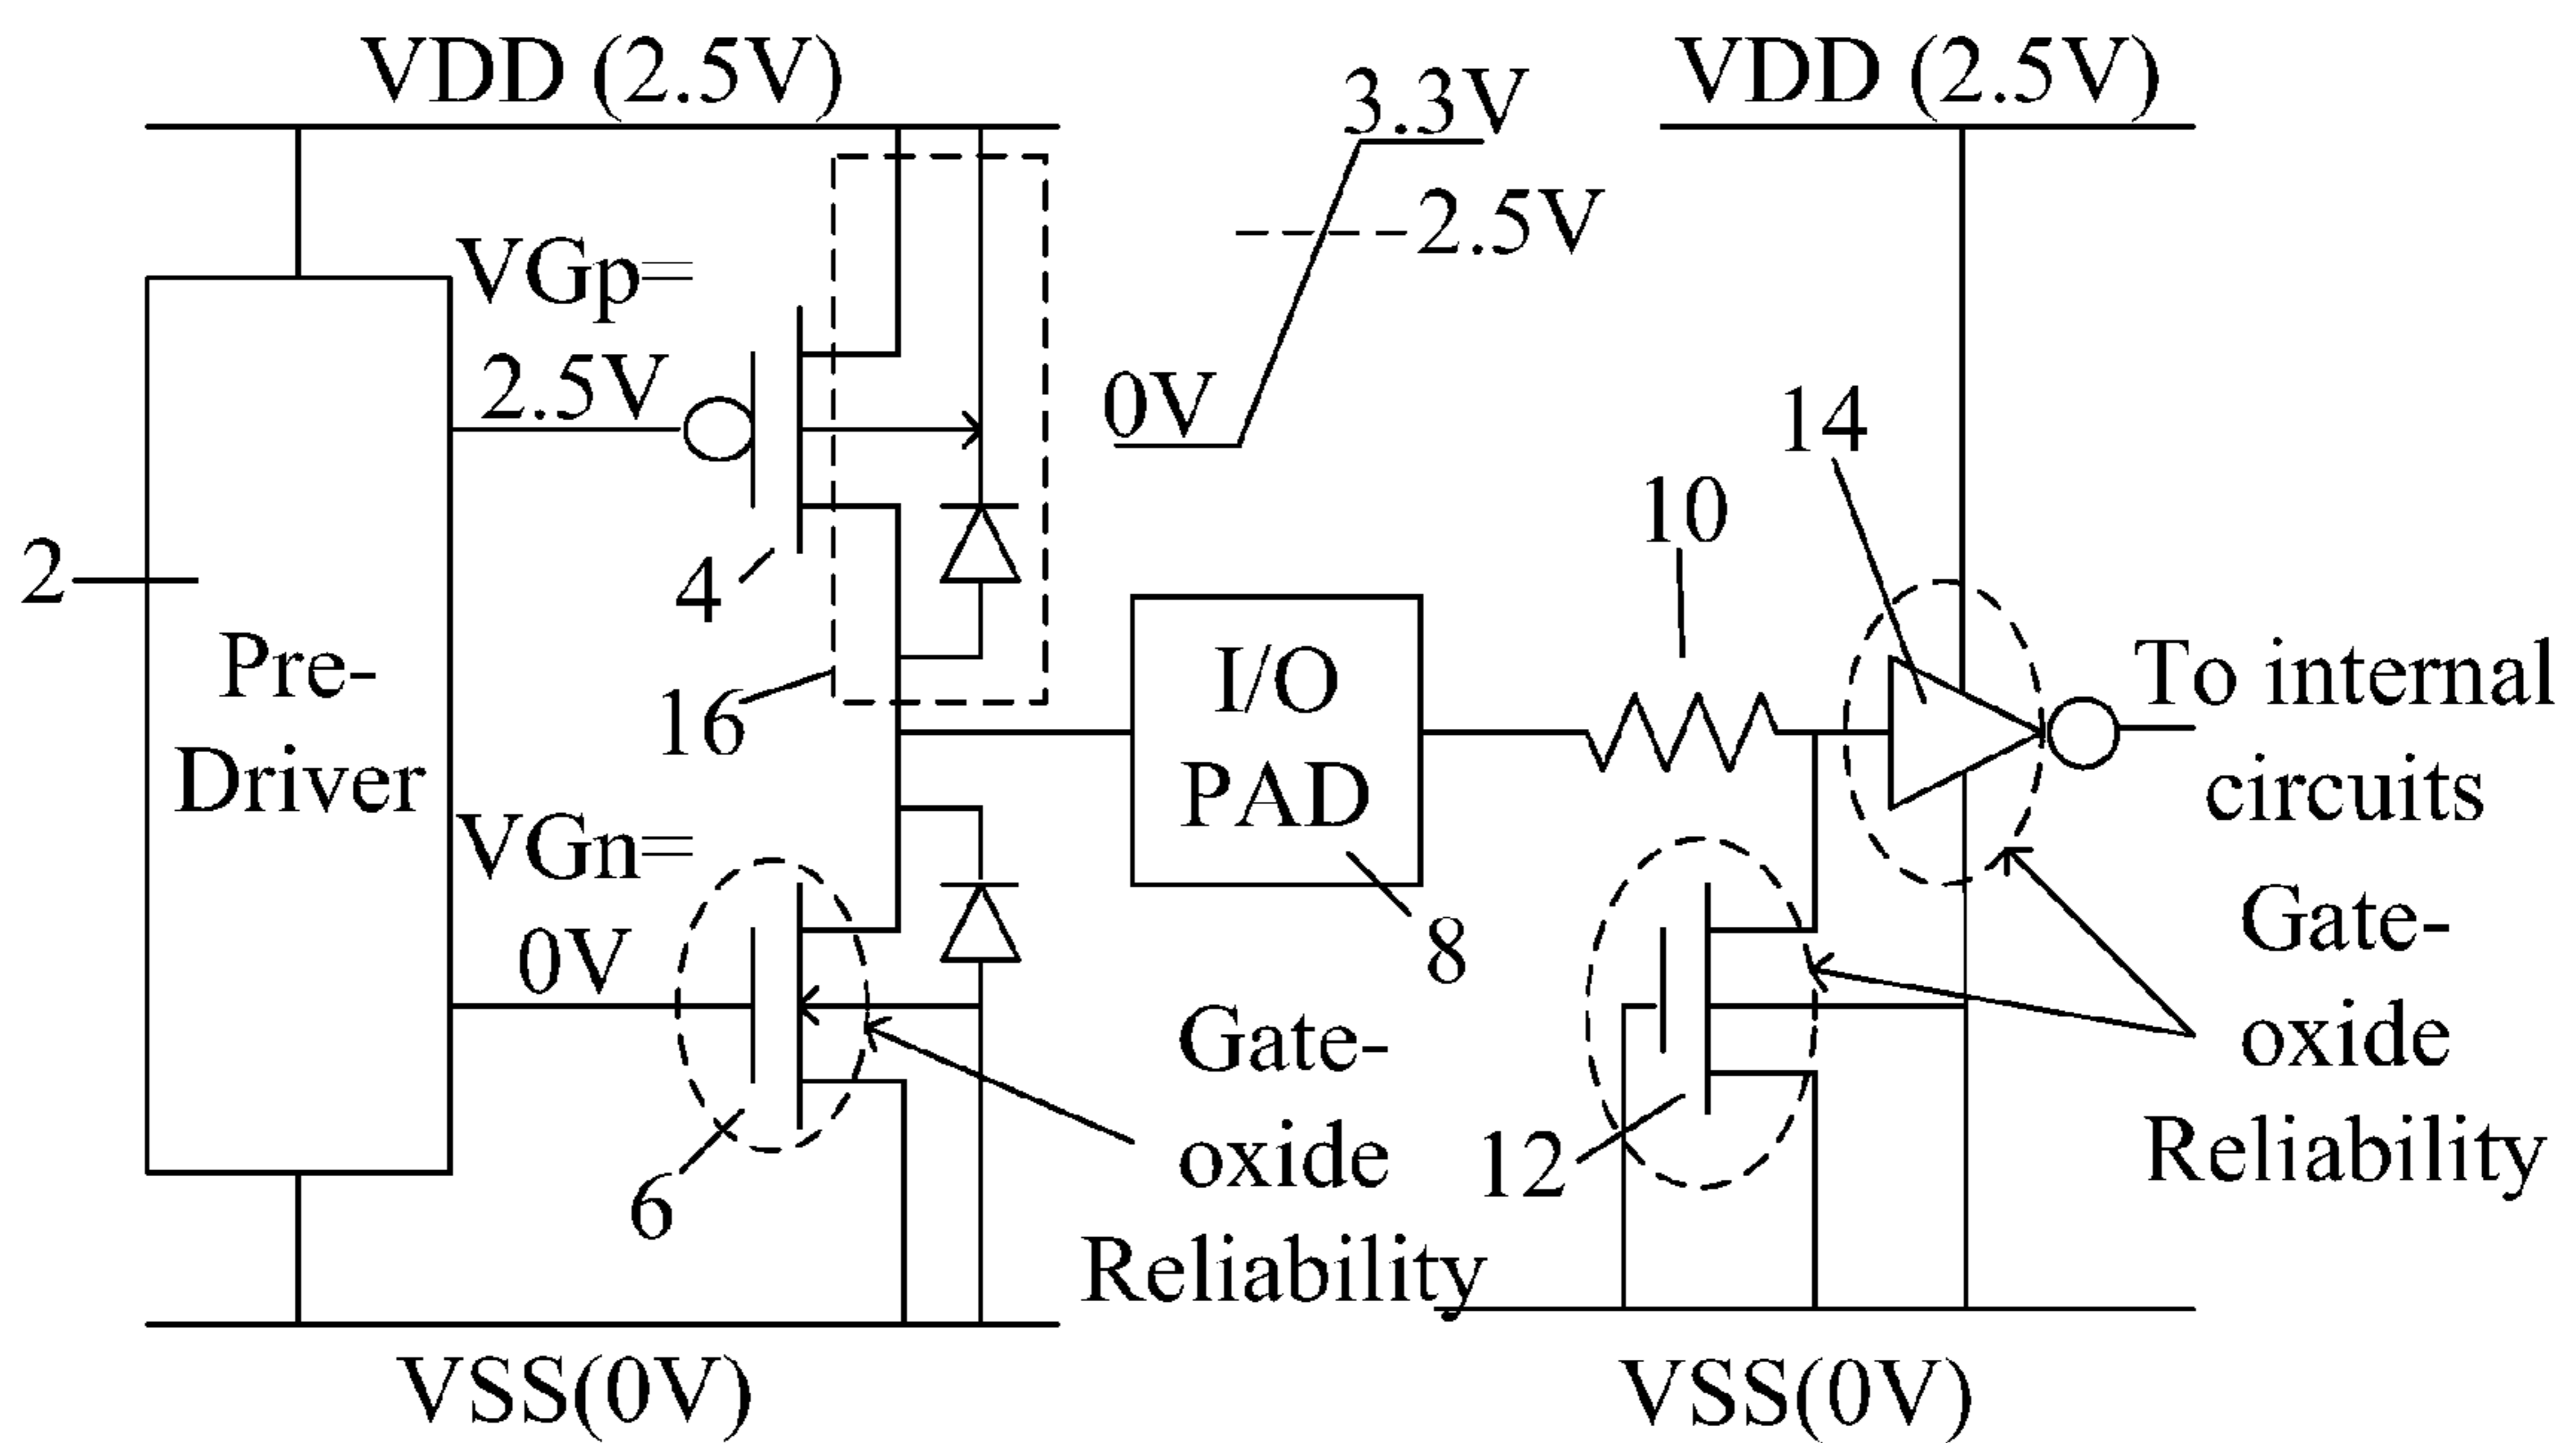 VDD (2.5V)
VDD (2.5V)
3.3V
2.5V
0V
VGp=
2.5V
14
10
2
4
Pre-
Driver
16
I/O
PAD
To internal
circuits
VGn=
0V
8
Gate-
oxide
Reliability
Gate-
oxide
Reliability
12
6
VSS(0V)
VSS(0V)